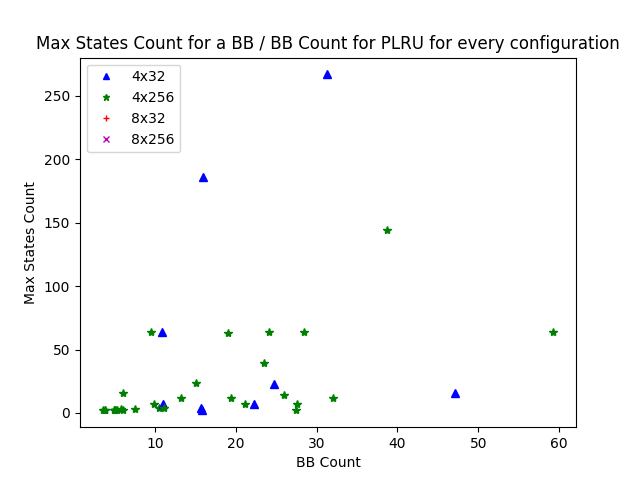 Max States Count for a BB / BB Count for PLRU for every configuration
4x32
4x256
8x32
8x256
250
200
150
100
50
0
Max States Count
10 20 30 40 50 60
BB Count